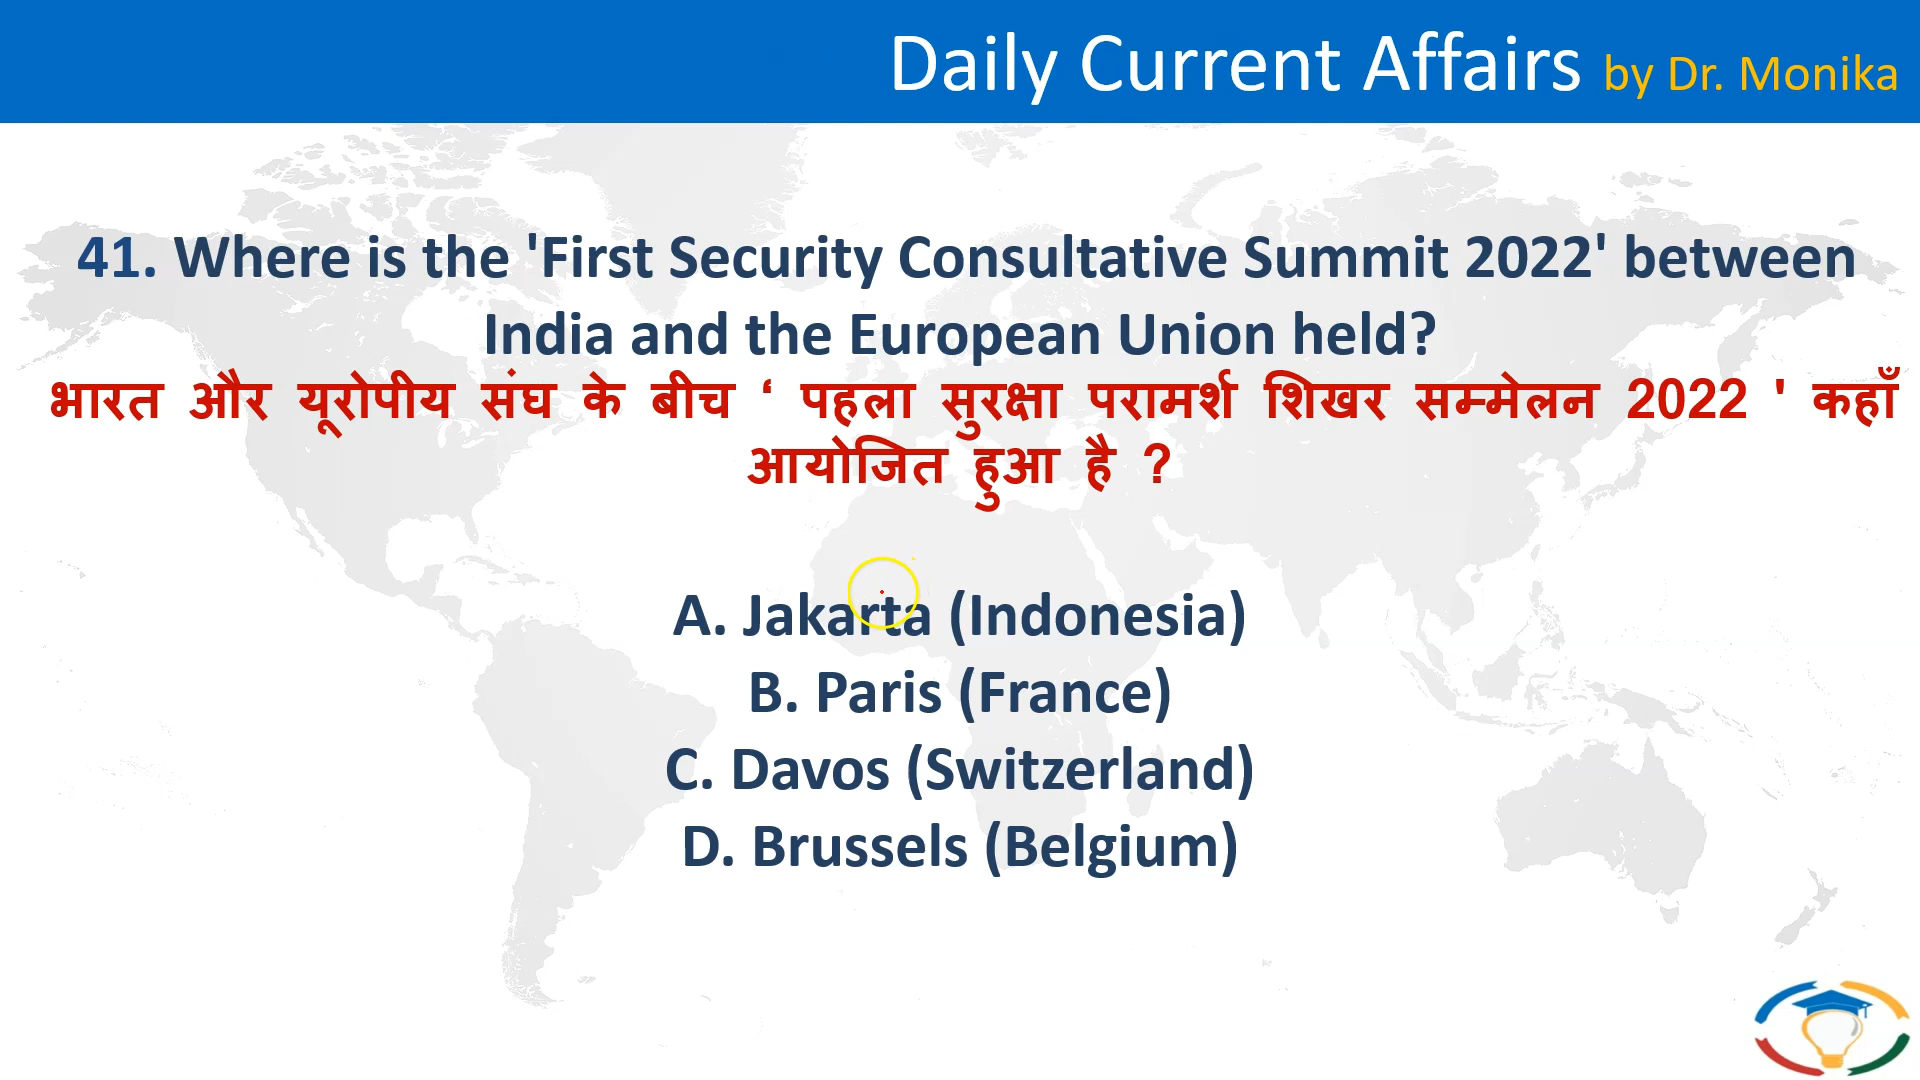 Daily Current Affairs by Dr. Monika
41. Where is the 'First Security Consultative Summit 2022' between
India and the European Union held?
भारत और यूरोपीय संघ के बीच ‘ पहला सुरक्षा परामर्श शिखर सम्मेलन 2022 ' कहाँ
आयोजित हुआ है ?
A. Jakarta (Indonesia)
B. Paris (France)
C. Davos (Switzerland)
D. Brussels (Belgium)